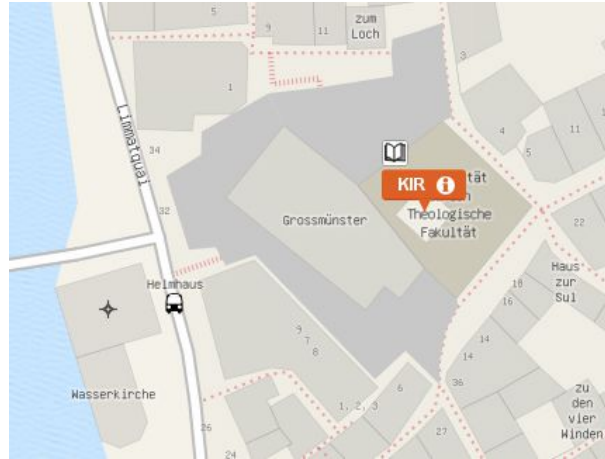 5
9
11
zum
Loch
3
1
Limmatquai
34
4
11
5
KIR i
tät
Theologische
Fakultät
32
Grossmünster
22
Helmhaus
Haus
zur
Sul
18
16
9
7
8
14
14
Wasserkirche
6
36
1, 2, 3
zu
den
vier
Winden
26
27
24